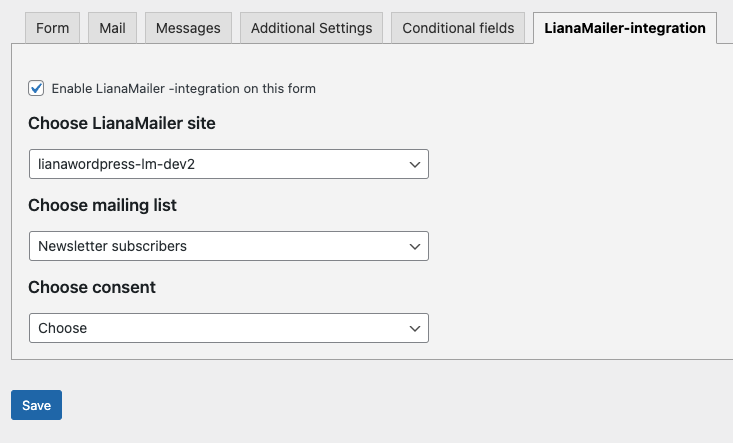 Form Mail Messages Additional Settings Conditional fields LianaMailer-integration
Enable LianaMailer -integration on this form
Choose LianaMailer site
lianawordpress-lm-dev2
Choose mailing list
Newsletter subscribers
Choose consent
Choose
Save